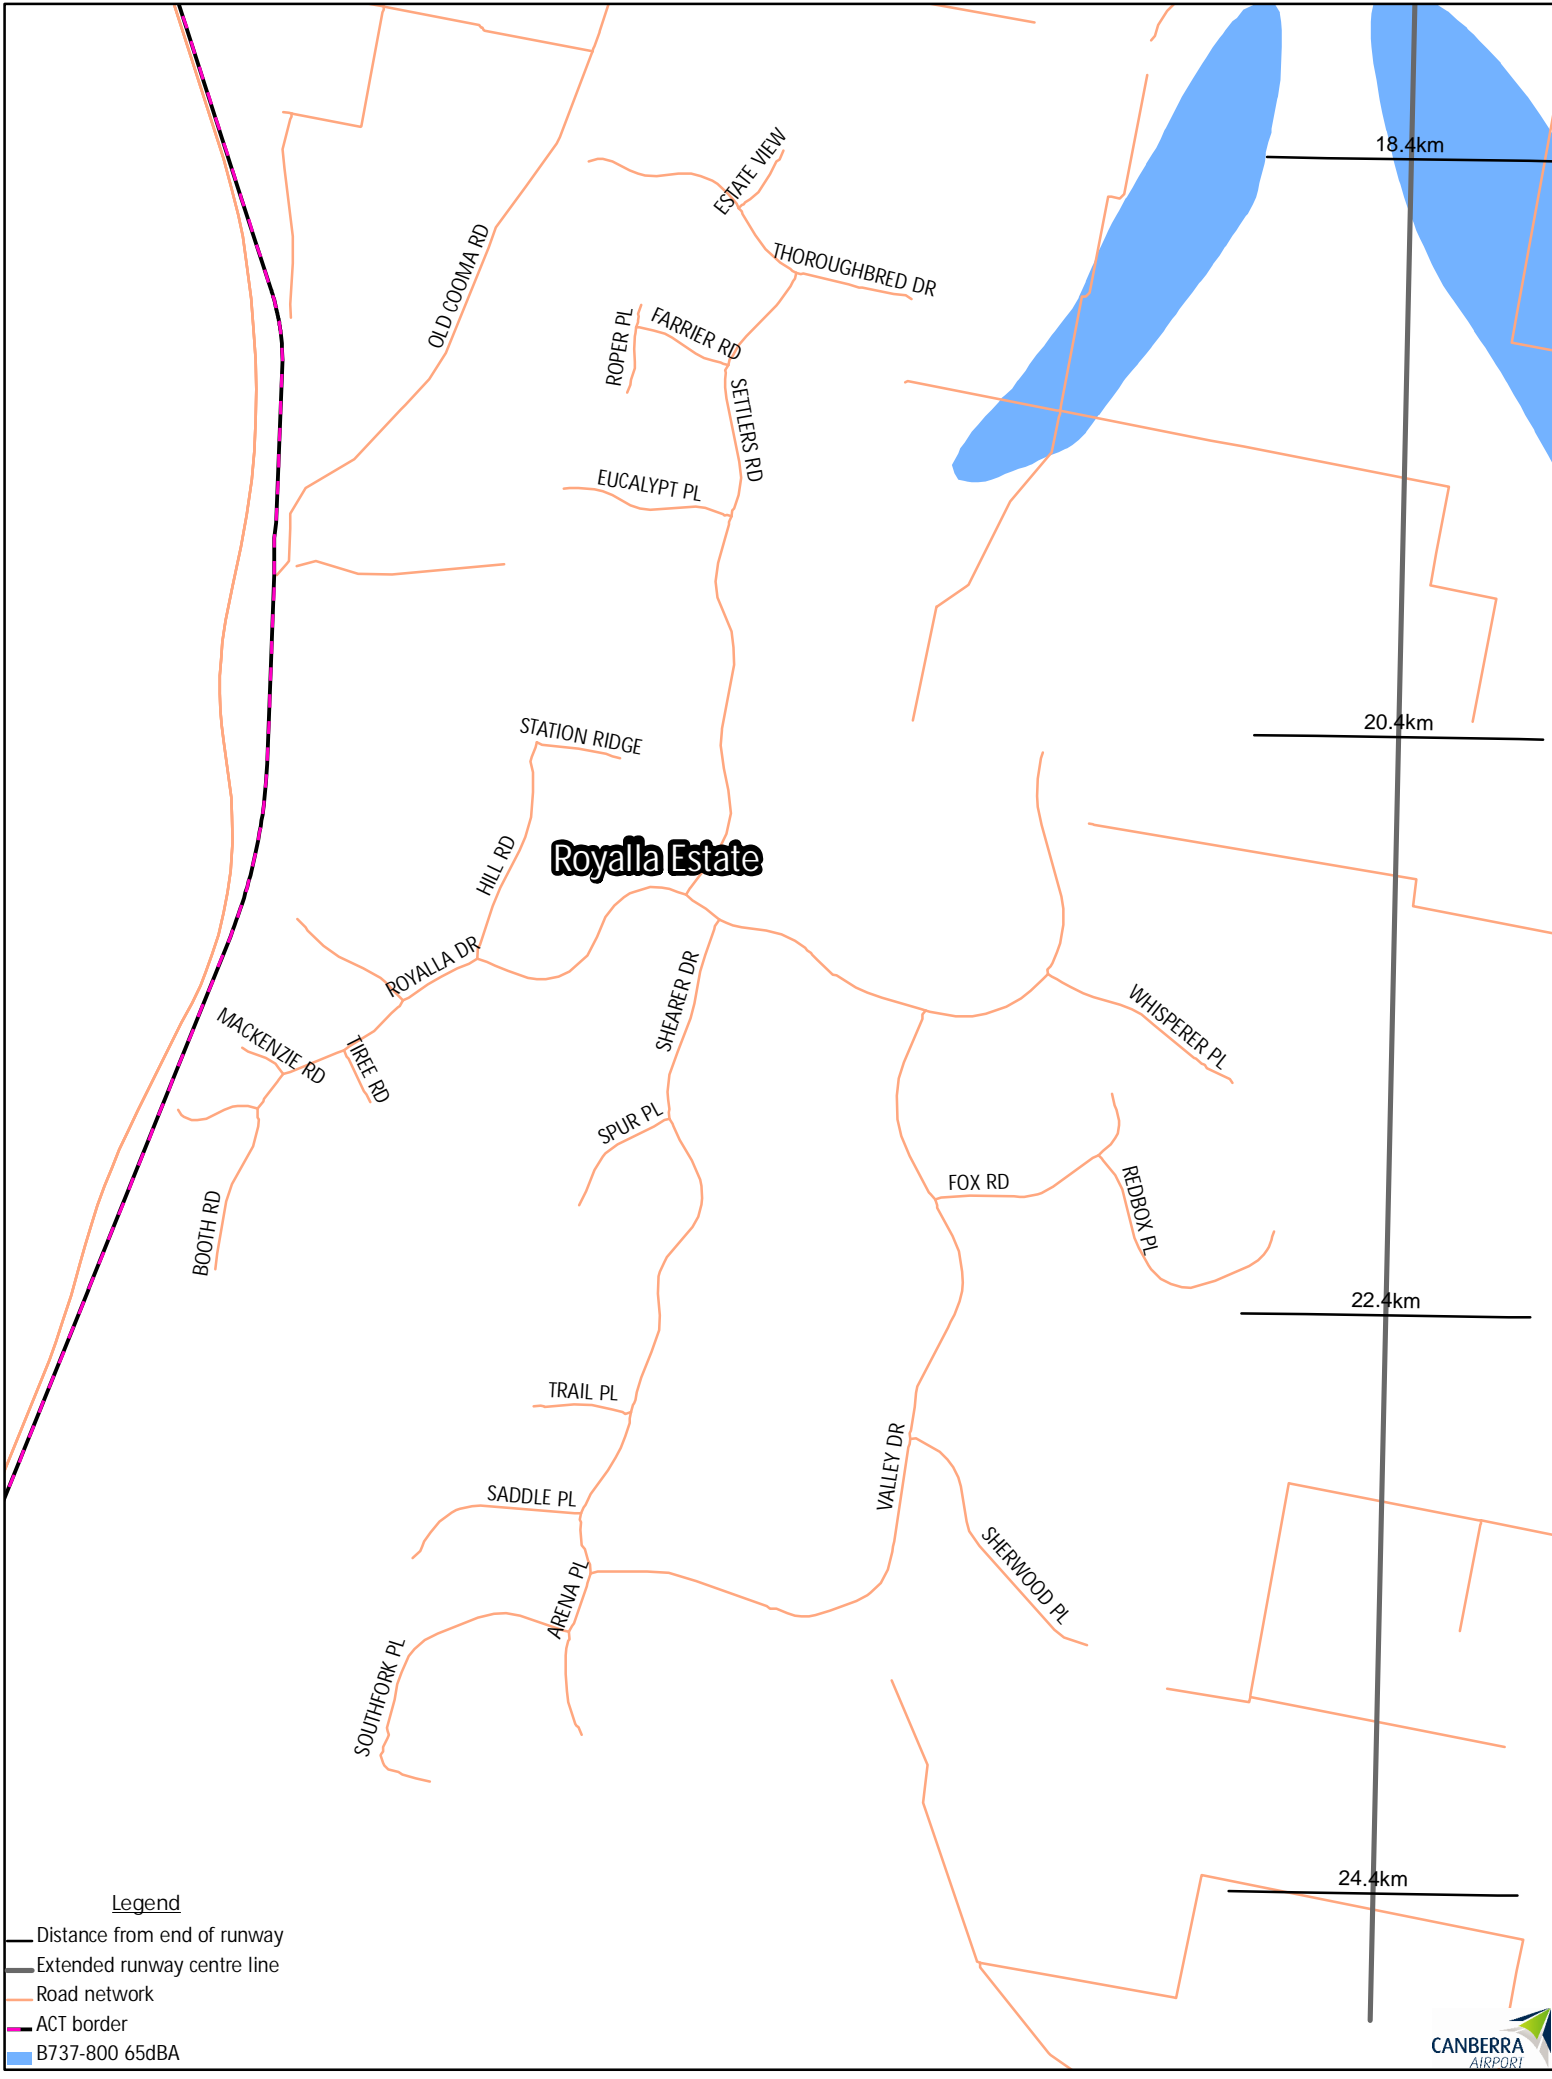 18.4km
ESTATE VIEW
THOROUGHBRED DR
OLD COOMA RD
ROPER PL
FARRIER RD
SETTLERS RD
EUCALYPT PL
20.4km
STATION RIDGE
HILL RD
Royalla Estate
ROYALLA DR
SHEARER DR
WHISPERER PL
MACKENZIE RD
TIREE RD
SPUR PL
FOX RD
REDBOX PL
BOOTH RD
22.4km
TRAIL PL
VALLEY DR
SADDLE PL
SHERWOOD PL
ARENA PL
SOUTHFORK PL
24.4km
Legend
Distance from end of runway
Extended runway centre line
Road network
ACT border
B737-800 65dBA
CANBERRA
AIRPORT